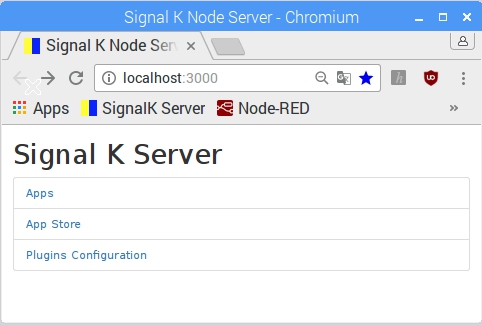 Signal K Node Server - Chromium
Signal K Node Serv
localhost:3000
Apps SignalK Server Node-RED »
Signal K Server
Apps
App Store
Plugins Configuration